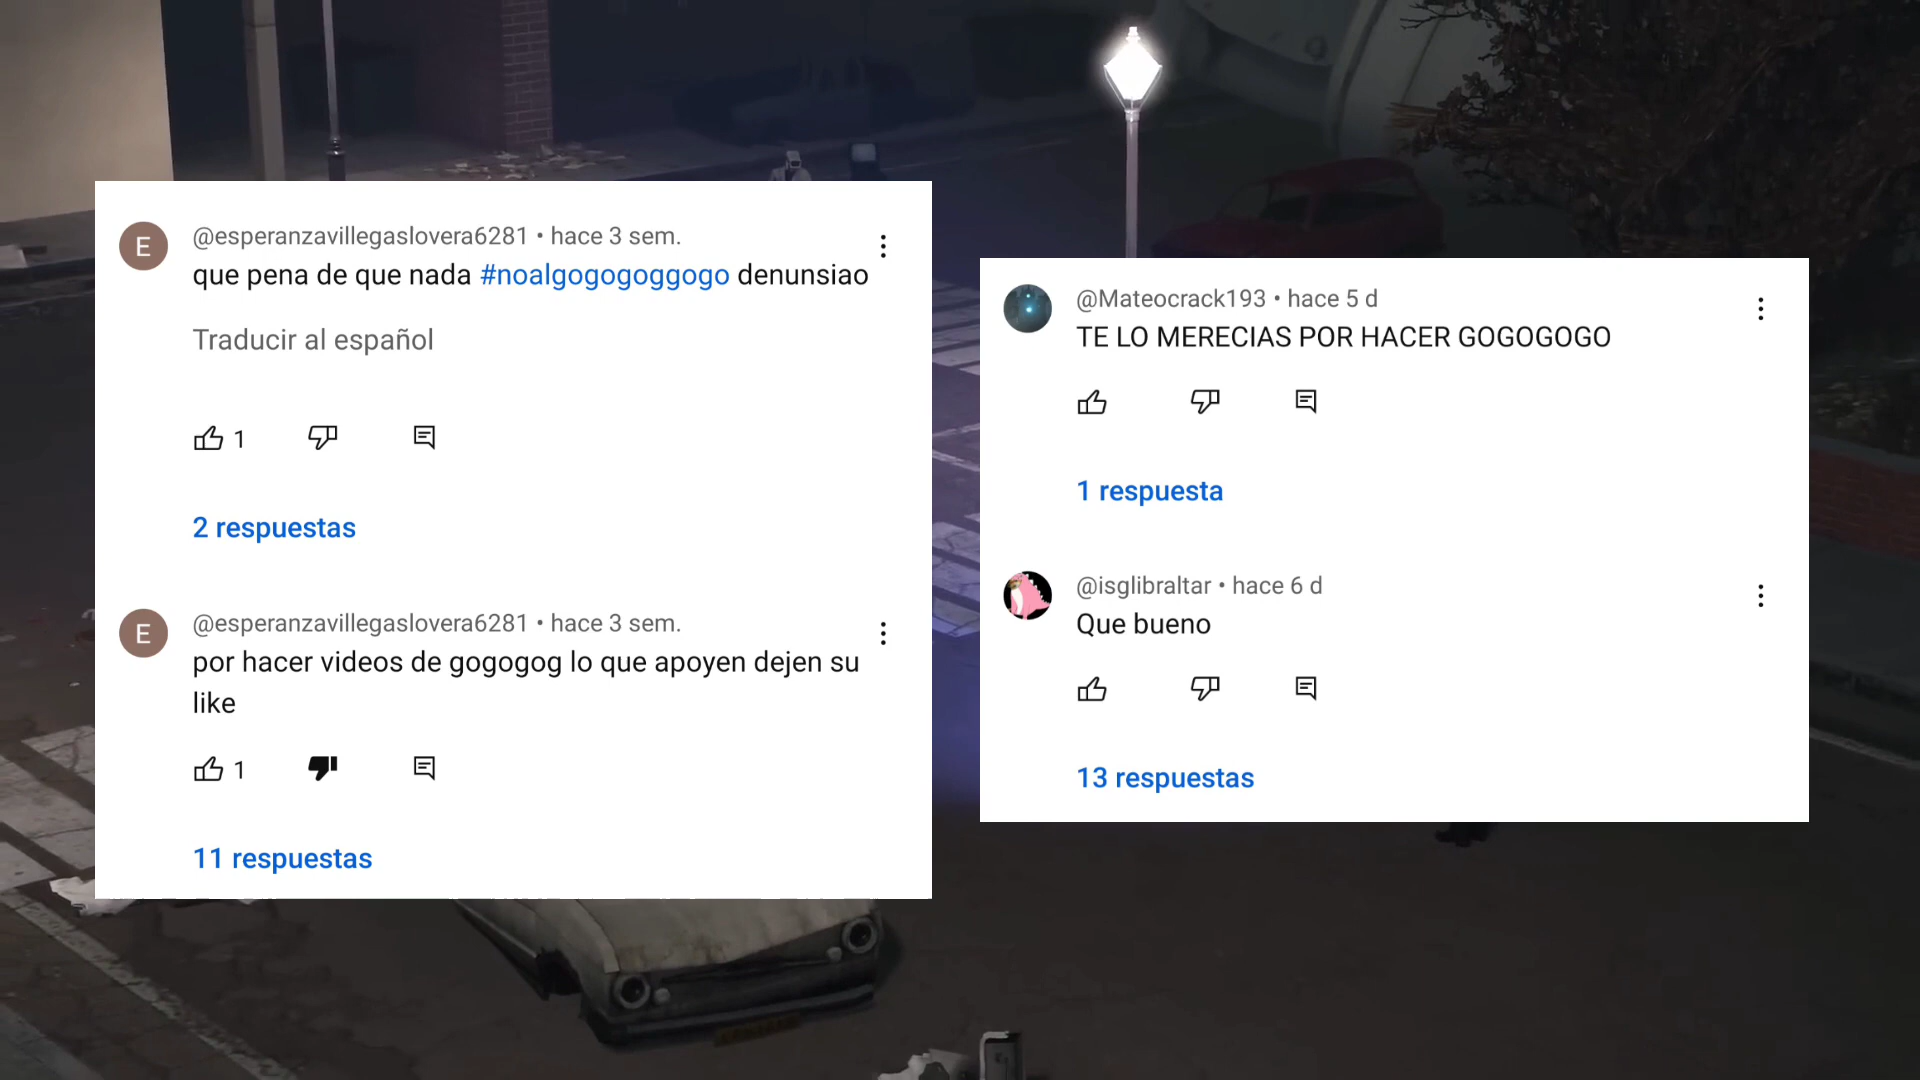 E
@esperanzavillegaslovera6281 • hace 3 sem.
que pena de que nada #noalgogogoggogo denunsiao
Traducir al español
1
2 respuestas
E
@esperanzavillegaslovera6281 • hace 3 sem.
por hacer videos de gogogog lo que apoyen dejen su
like
1
11 respuestas
@Mateocrack193 • hace 5 d
TE LO MERECIAS POR HACER GOGOGOGO
1 respuesta
@isglibraltar • hace 6 d
Que bueno
13 respuestas